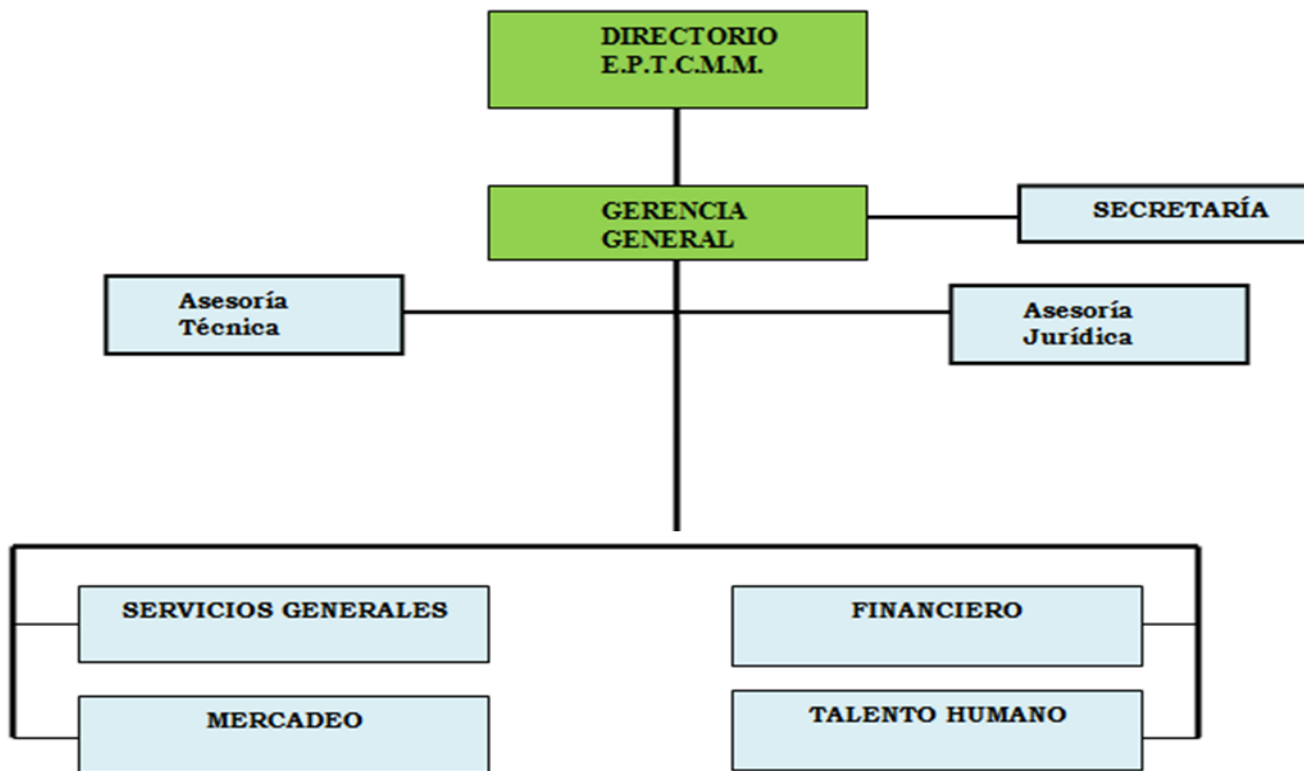 DIRECTORIO
E.P.T.C.M.M.
GERENCIA
GENERAL
SECRETARÍA
Asesoría
Técnica
Asesoría
Jurídica
SERVICIOS GENERALES
FINANCIERO
MERCADEO
TALENTO HUMANO